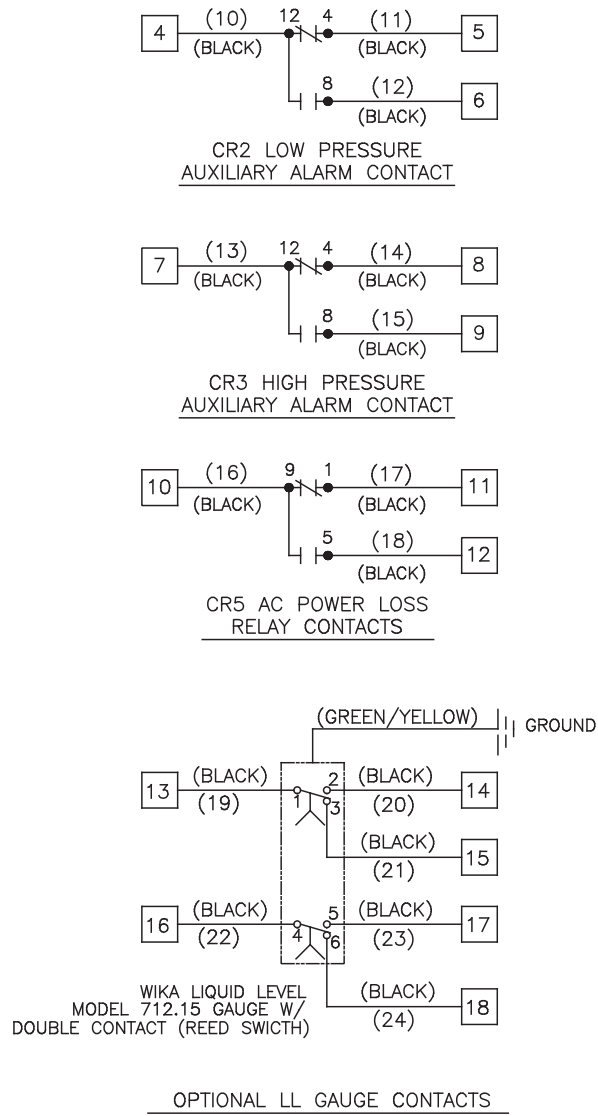 (10) 12 4 (11)
4 5
(BLACK) (BLACK)
8 (12)
6
(BLACK)
CR2 LOW PRESSURE
AUXILIARY ALARM CONTACT
(13) 12 4 (14)
7 8
(BLACK) (BLACK)
8 (15)
9
(BLACK)
CR3 HIGH PRESSURE
AUXILIARY ALARM CONTACT
(16) 9 1 (17)
10 11
(BLACK) (BLACK)
5 (18)
12
(BLACK)
CR5 AC POWER LOSS
RELAY CONTACTS
(GREEN/YELLOW)
GROUND
(BLACK) 2 (BLACK)
13 14
(19) 1 3 (20)
(BLACK)
15
(21)
(BLACK) 5 (BLACK)
16 17
(22) 4 6 (23)
WIKA LIQUID LEVEL
MODEL 712.15 GAUGE W/
DOUBLE CONTACT (REED SWICTH)
(BLACK)
18
(24)
OPTIONAL LL GAUGE CONTACTS